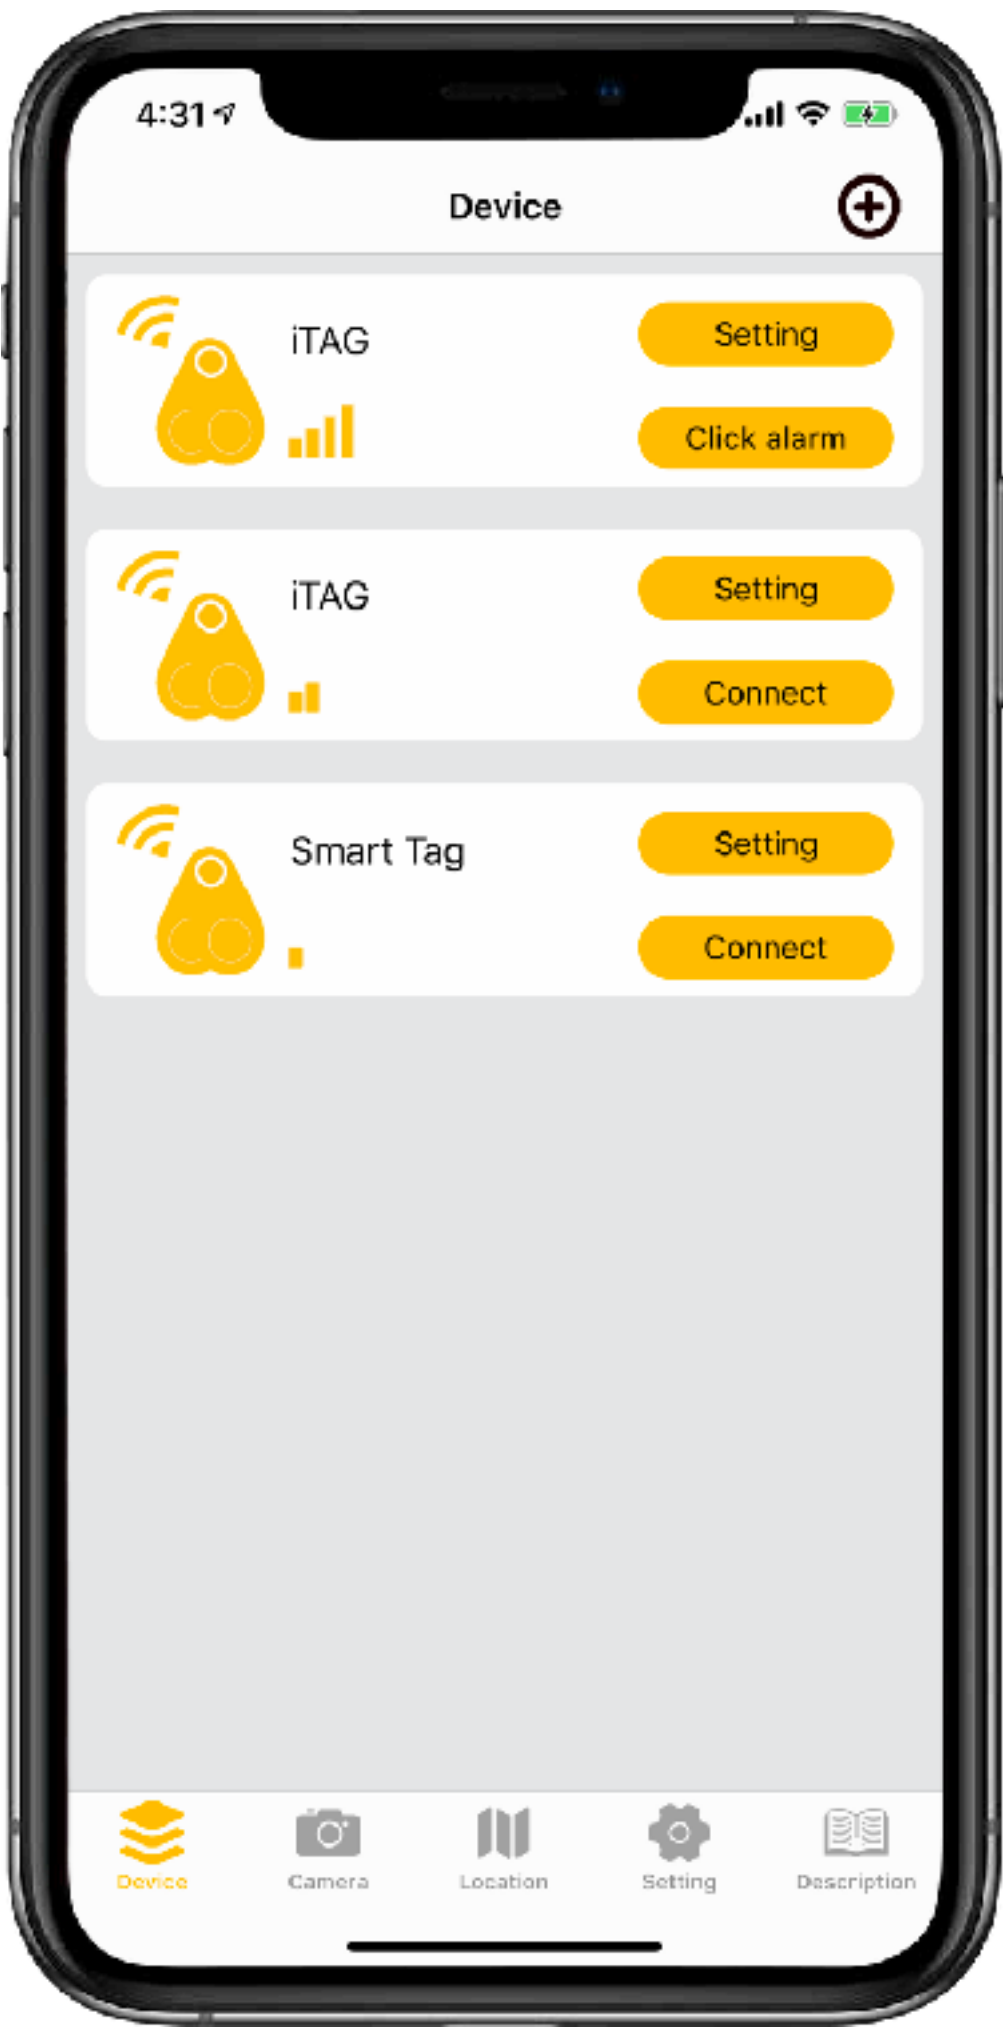 4:31
Device
iTAG
Setting
Click alarm
iTAG
Setting
Connect
Smart Tag
Setting
Connect
Device
Camera
Location
Setting
Description